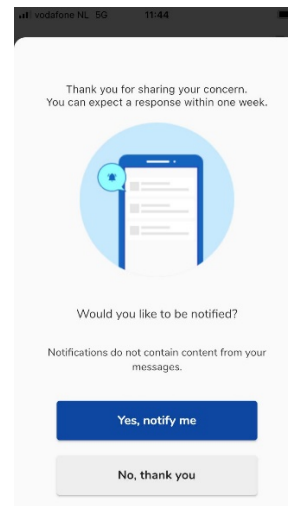 vodafone NL 5G 11:44
Thank you for sharing your concern.
You can expect a response within one week.
Would you like to be notified?
Notifications do not contain content from your
messages.
Yes, notify me
No, thank you